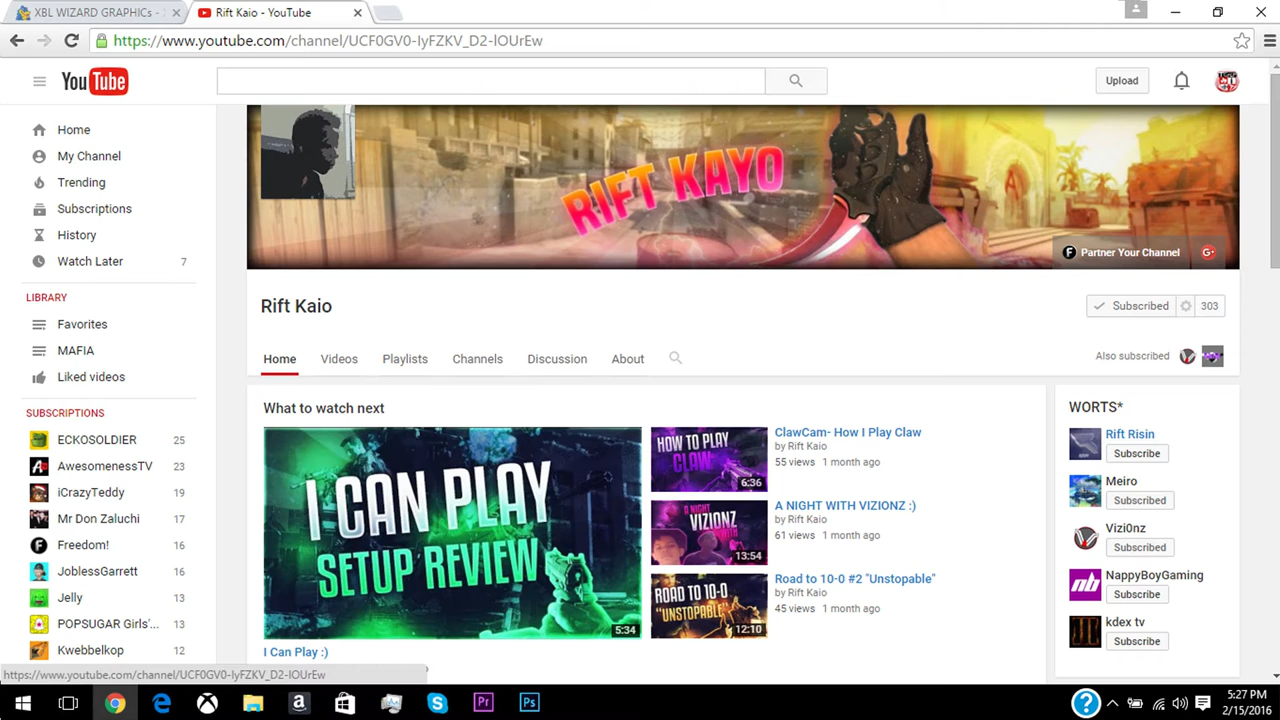 XBL WIZARD GRAPHICs -
Rift Kaio - YouTube
https://www.youtube.com/channel/UCF0GV0-IyFZKV_D2-lOUrEw
YouTube
Upload
Home
My Channel
Trending
Subscriptions
History
Watch Later 7
LIBRARY
Favorites
MAFIA
Liked videos
SUBSCRIPTIONS
ECKOSOLDIER 25
AwesomenessTV 23
iCrazyTeddy 19
Mr Don Zaluchi 17
Freedom! 16
JoblessGarrett 16
Jelly 13
POPSUGAR Girls'... 13
Kwebbelkop 12
RIFT KAYO
A
Partner Your Channel
Rift Kaio
Subscribed 303
Home Videos Playlists Channels Discussion About
Also subscribed
What to watch next
I CAN PLAY
SETUP REVIEW
5:34
I Can Play :)
HOW TO PLAY
CLAW
6:36
ClawCam- How I Play Claw
by Rift Kaio
55 views 1 month ago
A NIGHT
WITH
VIZIONZ
13:54
A NIGHT WITH VIZIONZ :)
by Rift Kaio
61 views 1 month ago
ROAD TO 10-0
"UNSTOPABLE"
12:10
Road to 10-0 #2 "Unstopable"
by Rift Kaio
45 views 1 month ago
WORTS*
Rift Risin
Subscribe
Meiro
Subscribed
Vizi0nz
Subscribed
NappyBoyGaming
Subscribe
kdex tv
Subscribe
https://www.youtube.com/channel/UCF0GV0-IyFZKV_D2-lOUrEw
5:27 PM
2/15/2016